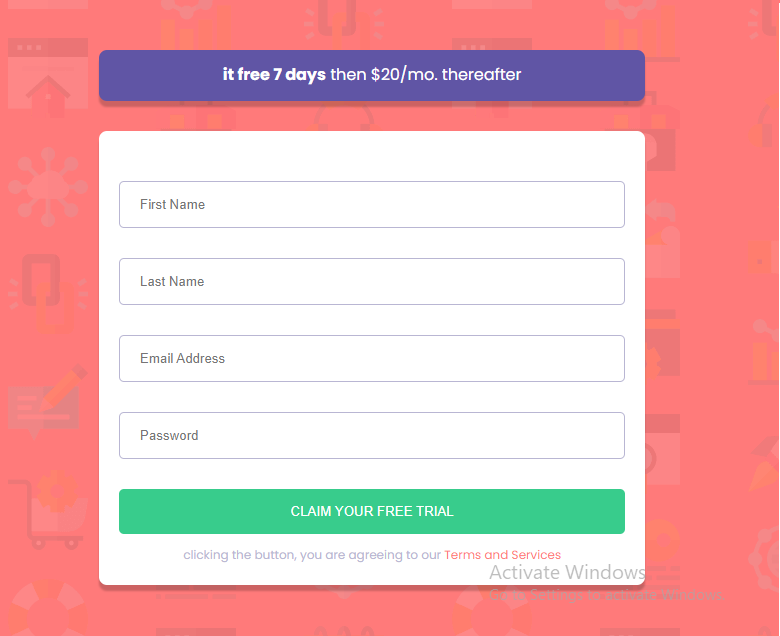 it free 7 days then $20/mo. thereafter
First Name
Last Name
Email Address
Password
CLAIM YOUR FREE TRIAL
clicking the button, you are agreeing to our Terms and Services
Activate Windows
Go to Settings to activate Windows.